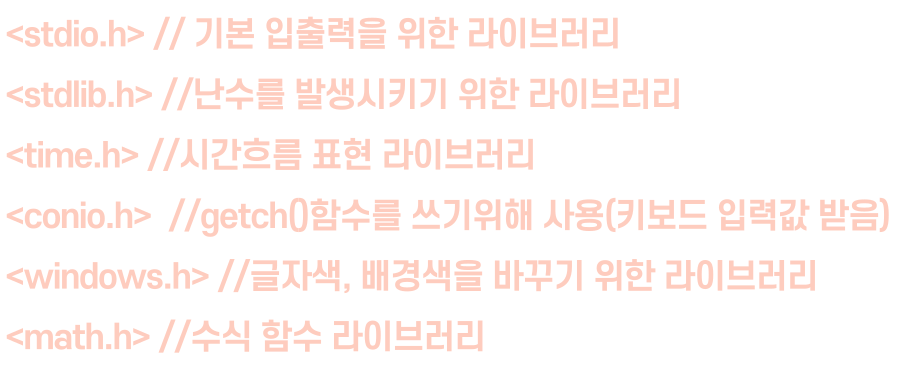 <stdio.h> // 기본 입출력을 위한 라이브러리
<stdlib.h> //난수를 발생시키기 위한 라이브러리
<time.h> //시간흐름 표현 라이브러리
<conio.h>  //getch()함수를 쓰기위해 사용(키보드 입력값 받음)
<windows.h> //글자색, 배경색을 바꾸기 위한 라이브러리
<math.h> //수식 함수 라이브러리